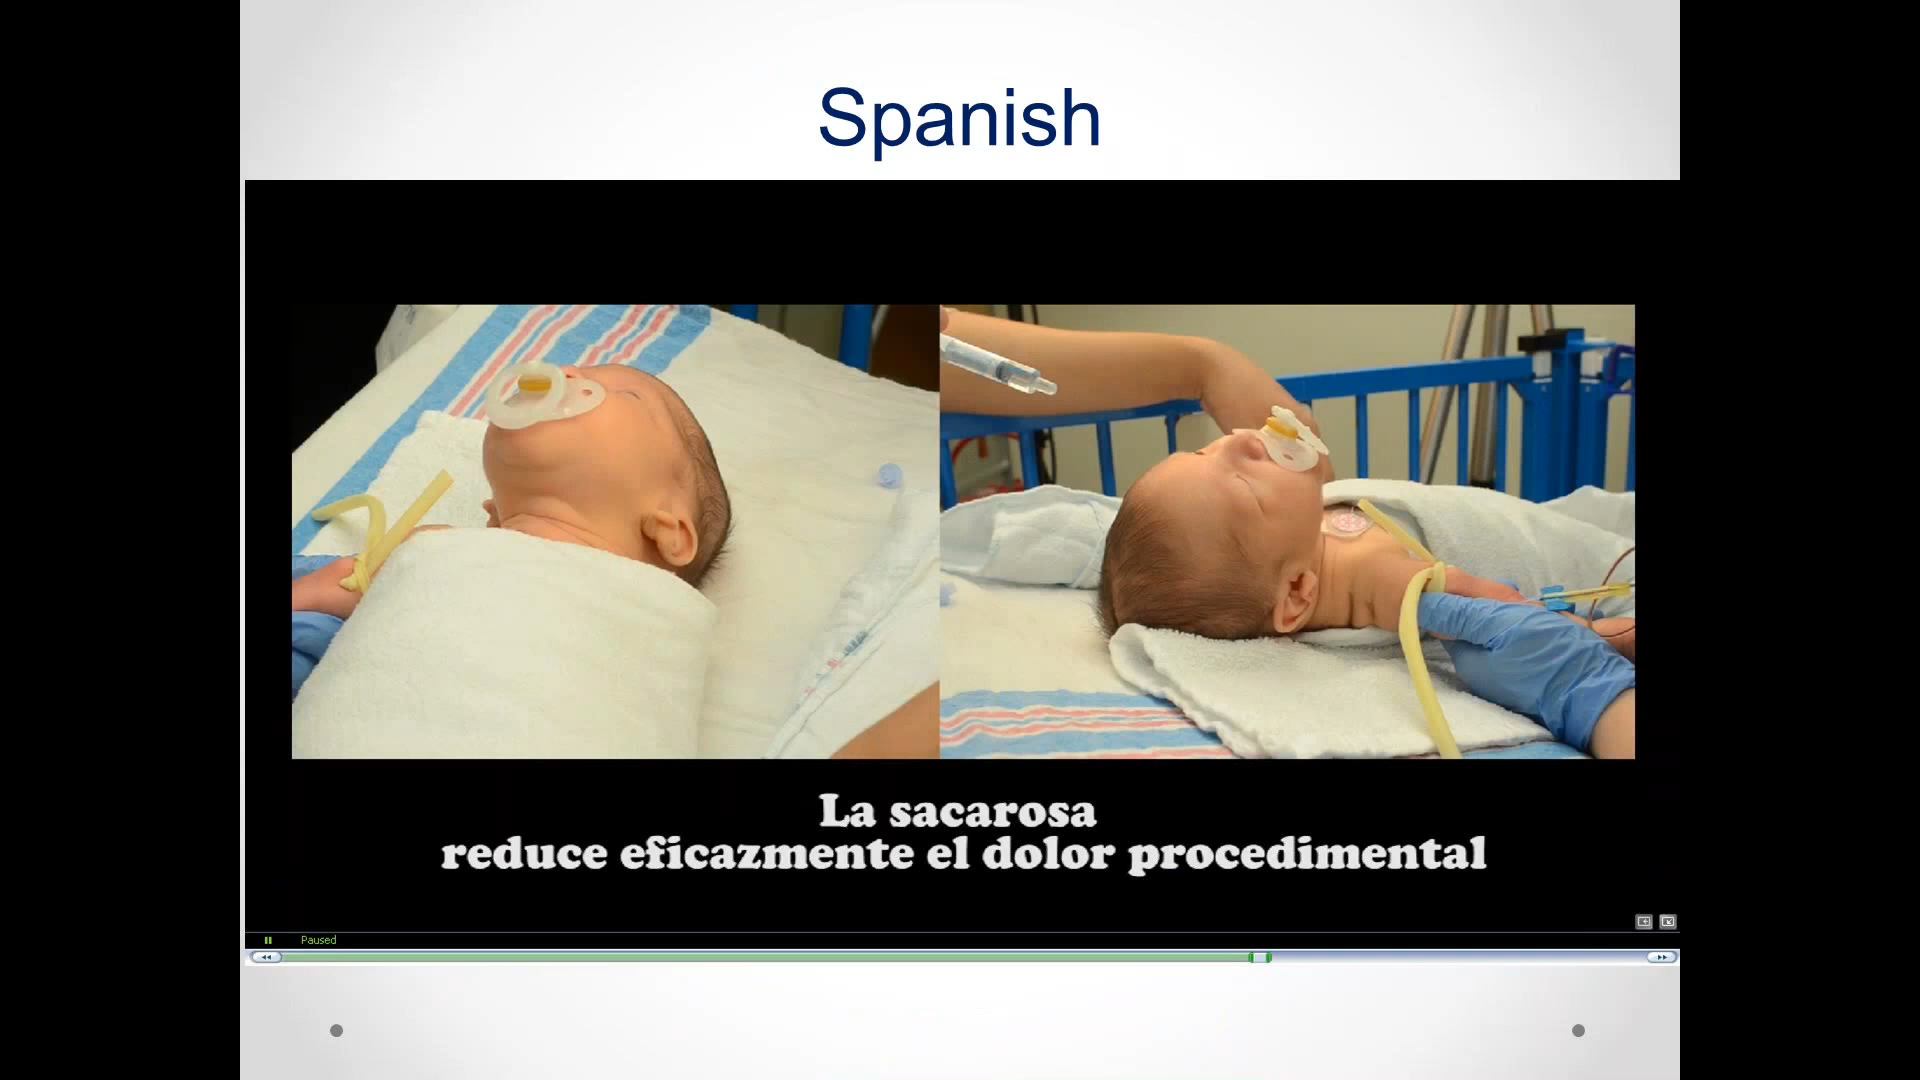 Spanish
La sacarosa
reduce eficazmente el dolor procedimental
Paused